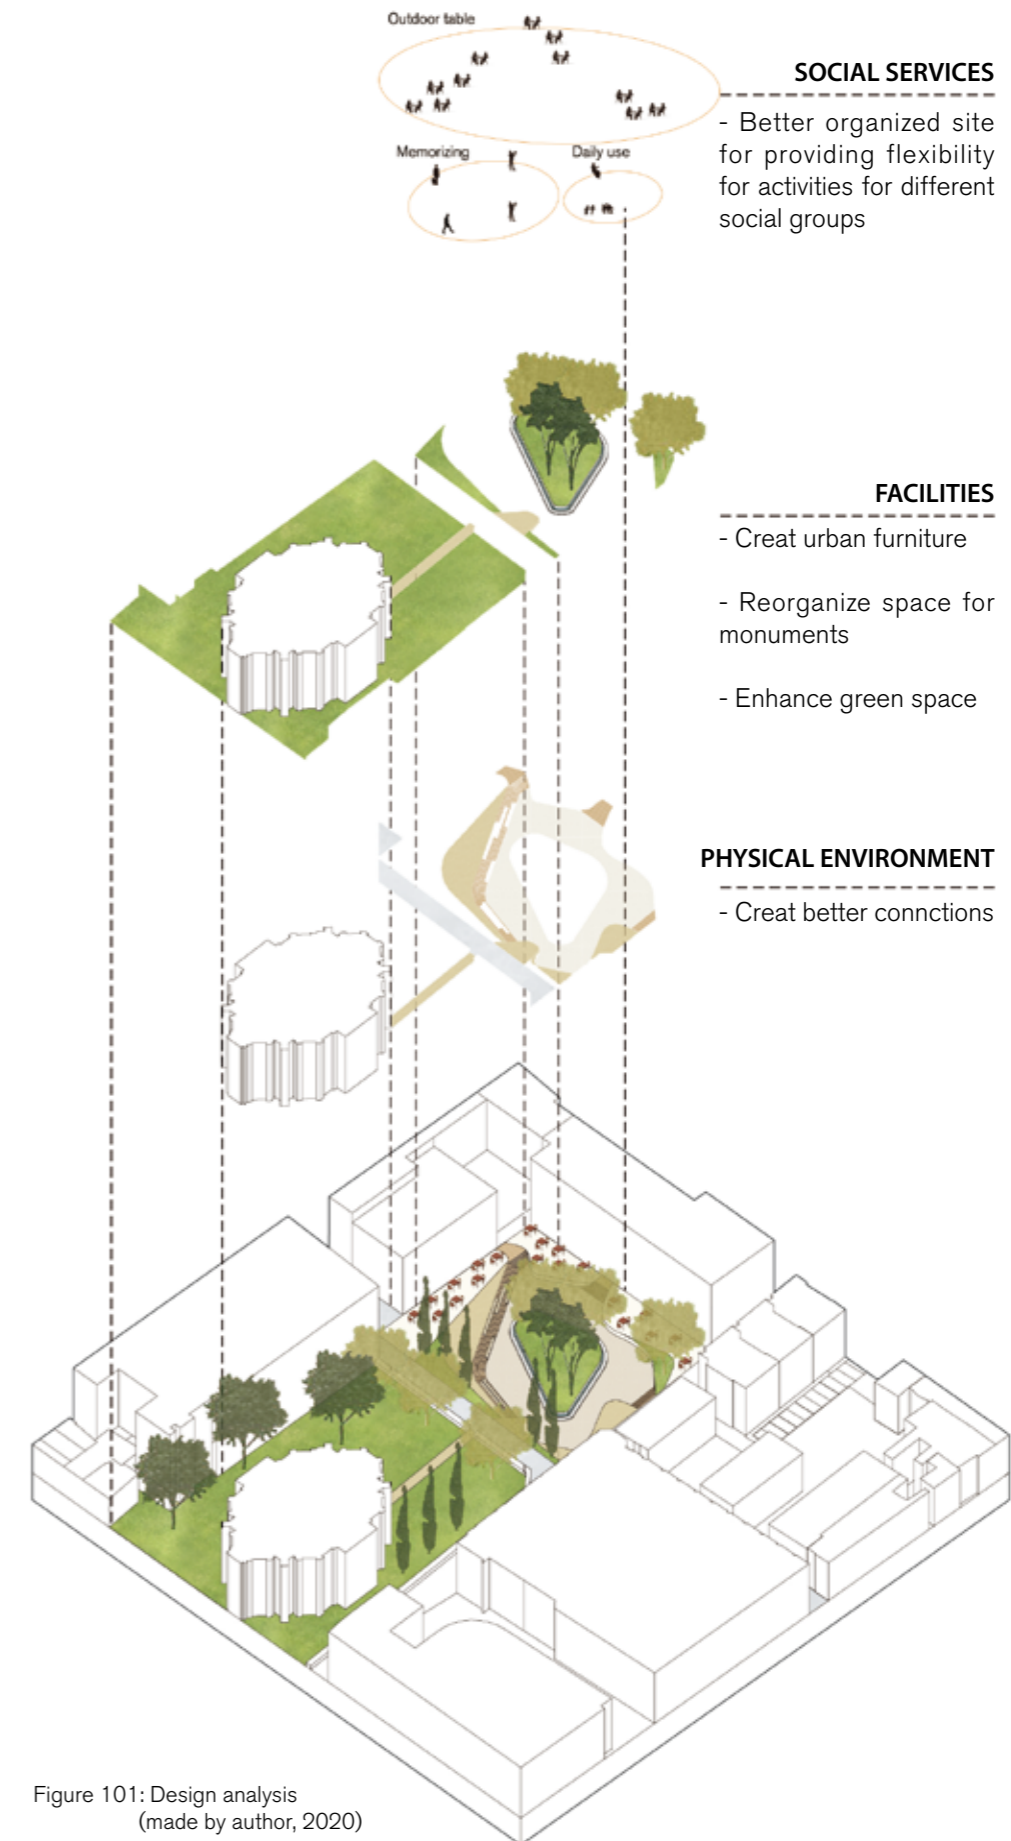 Outdoor table
Memorizing
Daily use
SOCIAL SERVICES
- Better organized site
for providing flexibility
for activities for different
social groups
FACILITIES
- Creat urban furniture
- Reorganize space for
monuments
- Enhance green space
PHYSICAL ENVIRONMENT
- Creat better connctions
Figure 101: Design analysis
(made by author, 2020)